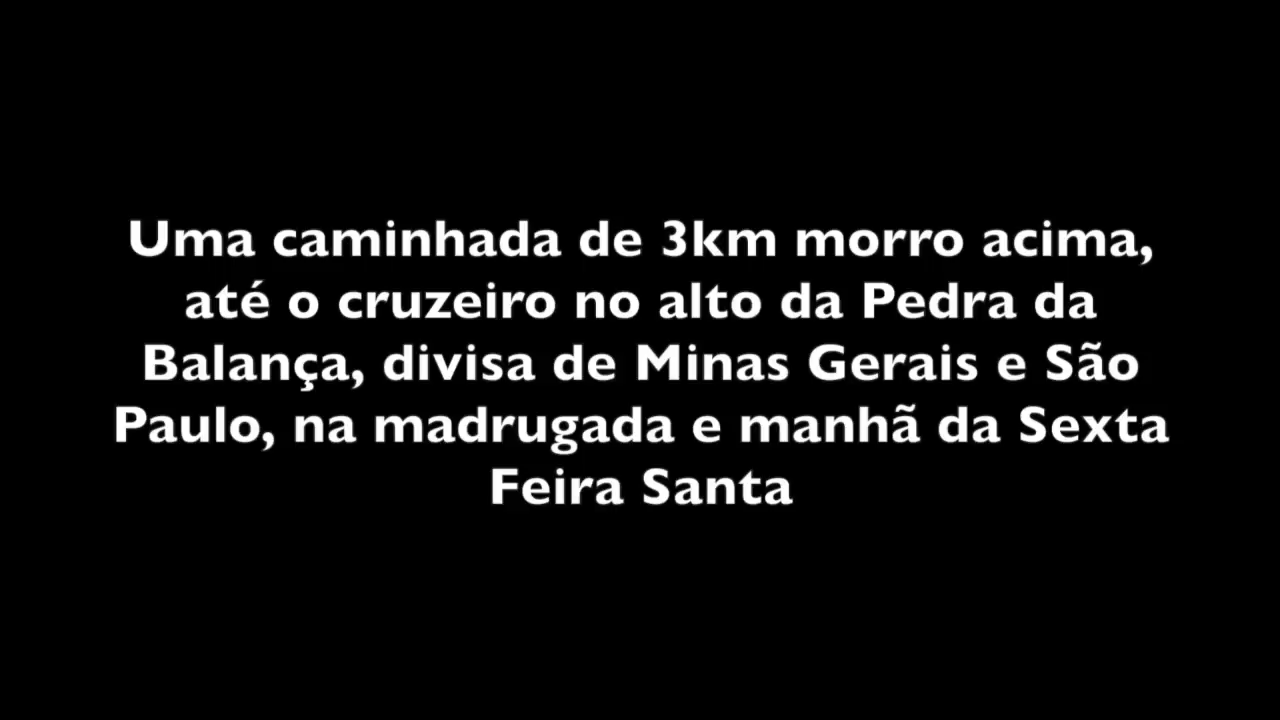 Uma caminhada de 3km morro acima,
até o cruzeiro no alto da Pedra da
Balança, divisa de Minas Gerais e São
Paulo, na madrugada e manhã da Sexta
Feira Santa